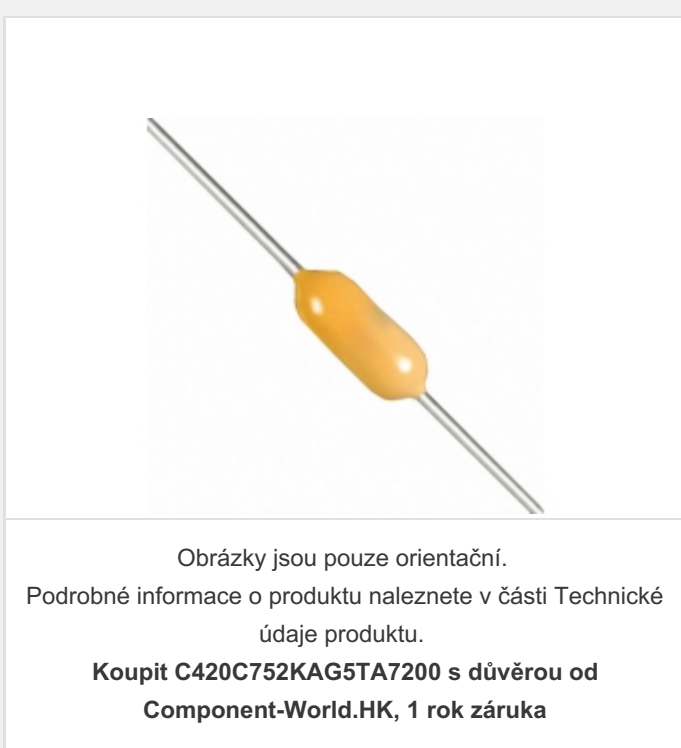 Obrázky jsou pouze orientační.
Podrobné informace o produktu naleznete v části Technické
údaje produktu.
Koupit C420C752KAG5TA7200 s důvěrou od
Component-World.HK, 1 rok záruka